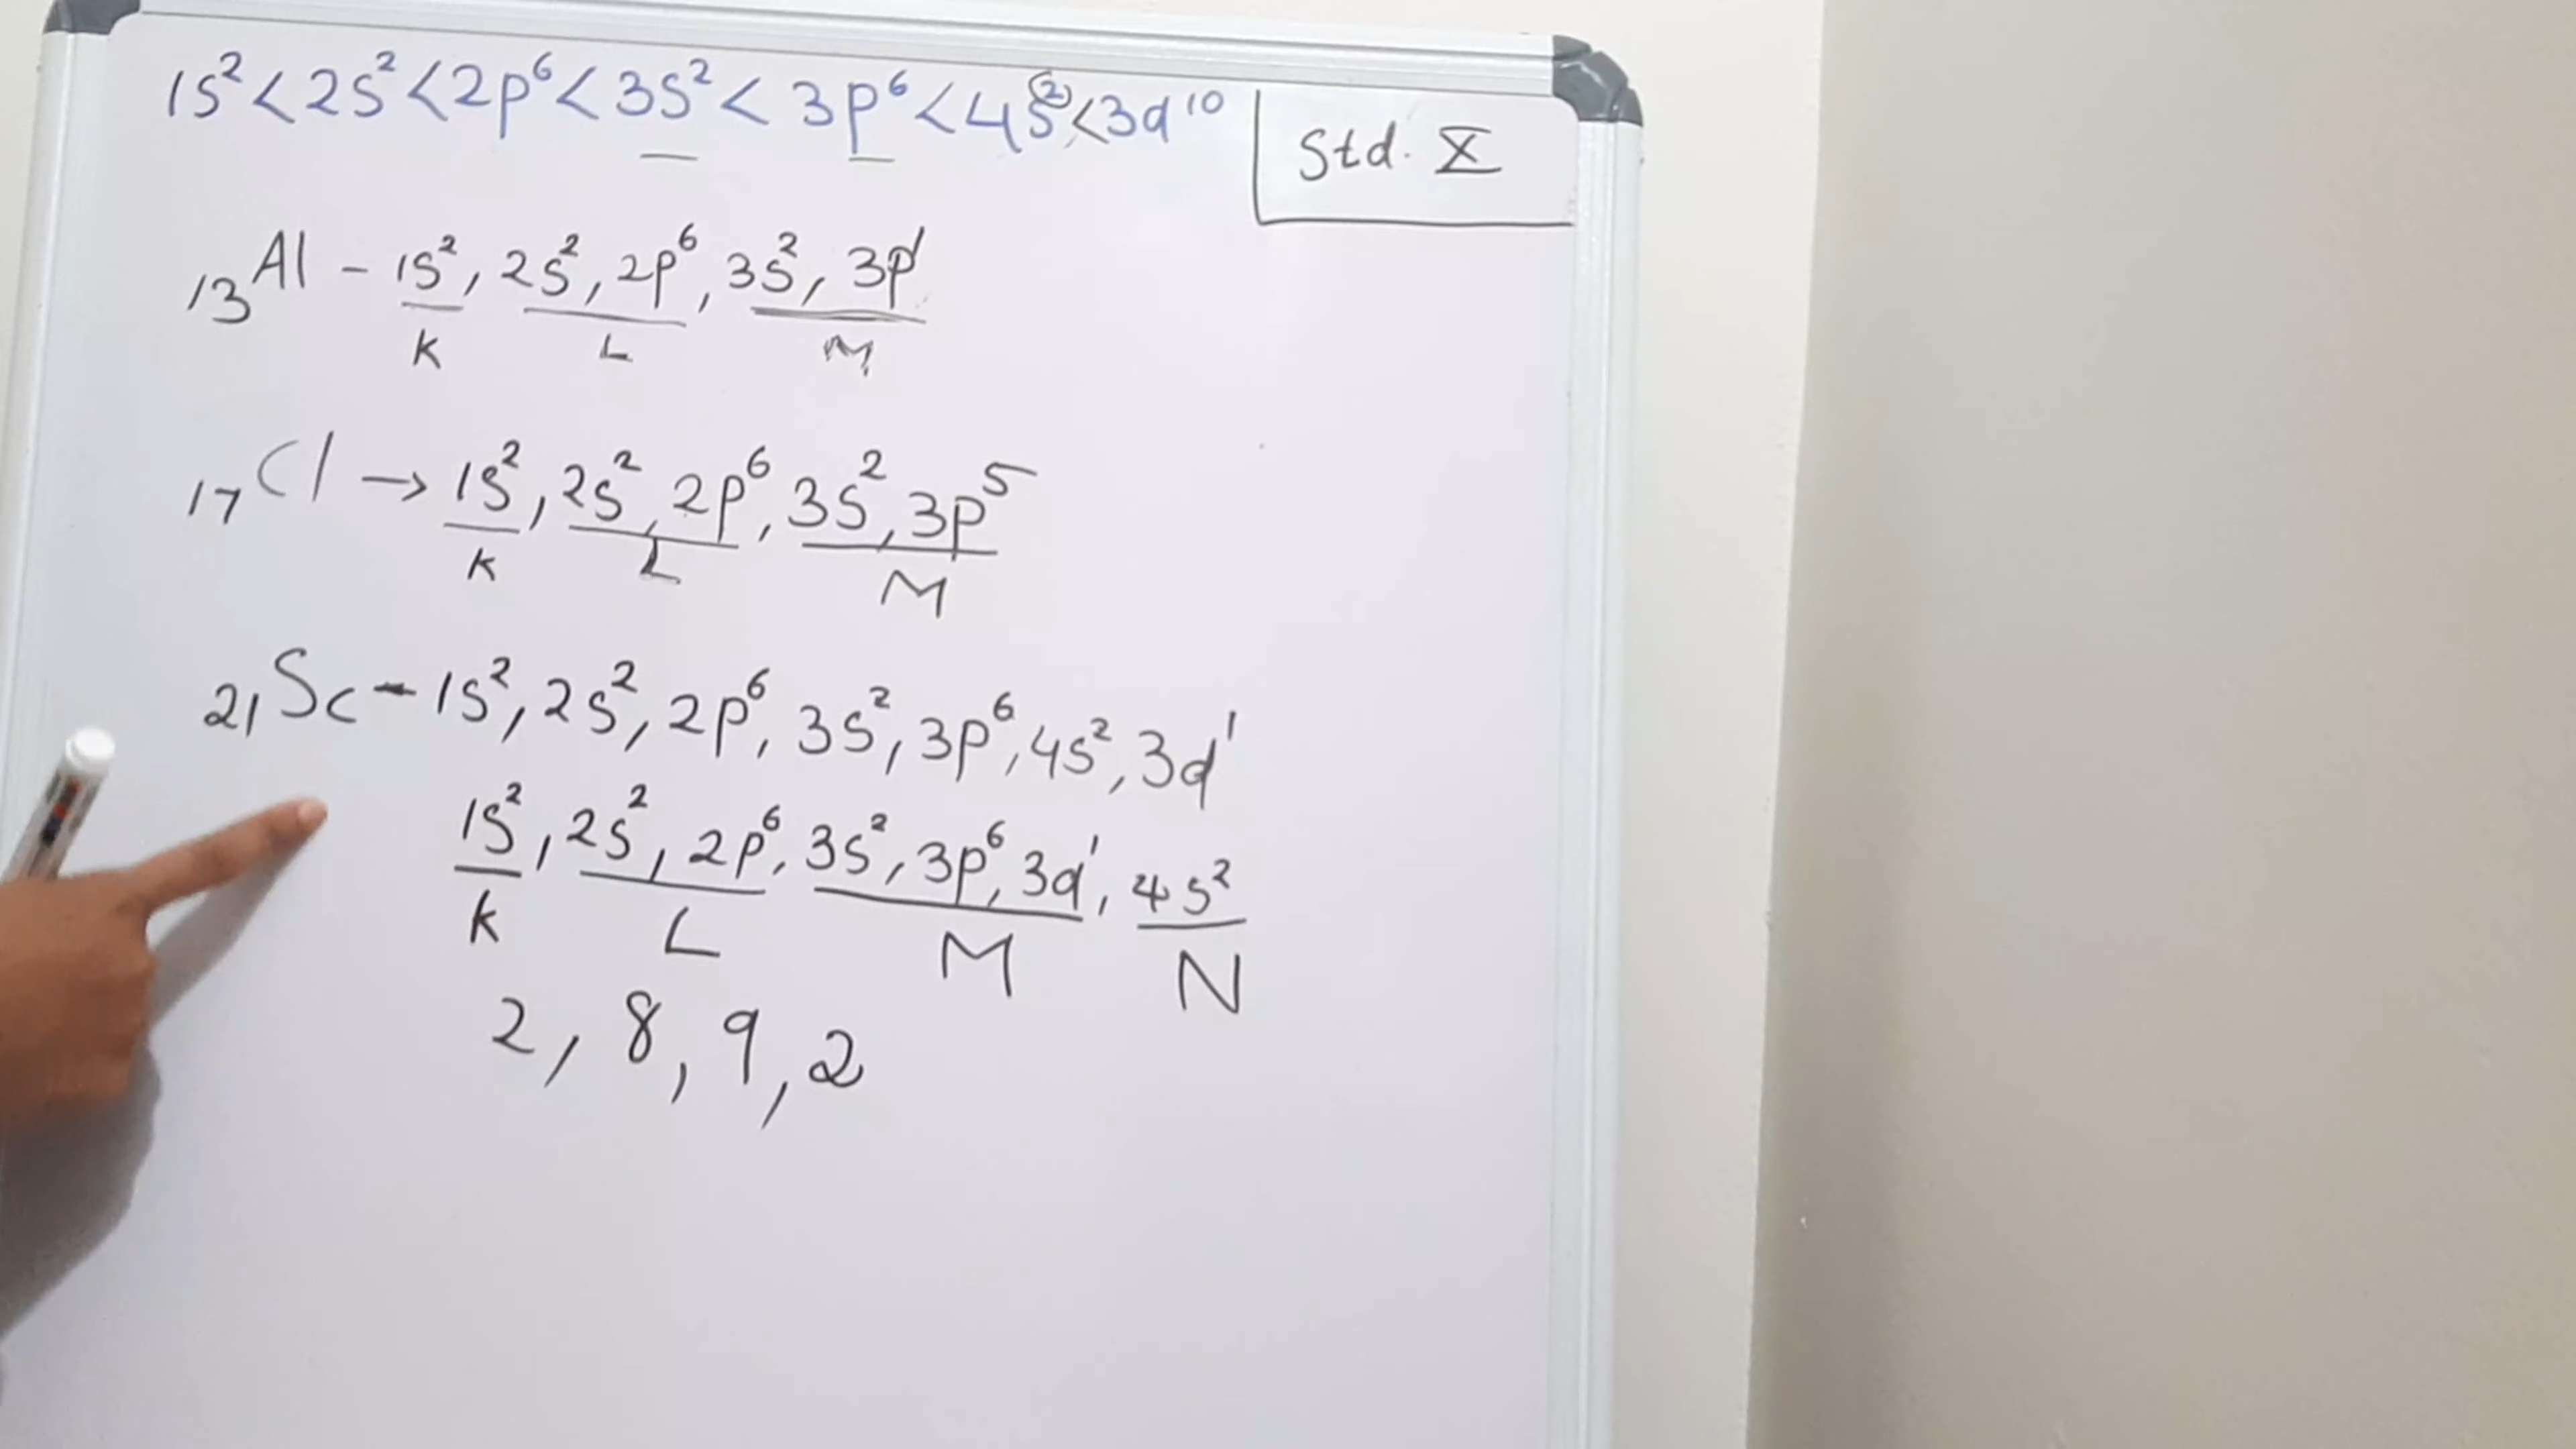 1s² < 2s² < 2p⁶ < 3s² < 3p⁶ < 4s² < 3d¹⁰
Std. X
₁₃Al - 1s², 2s², 2p⁶, 3s², 3p¹
K L M
₁₇Cl → 1s², 2s², 2p⁶, 3s², 3p⁵
K L M
₂₁Sc - 1s², 2s², 2p⁶, 3s², 3p⁶, 4s², 3d¹
1s², 2s², 2p⁶, 3s², 3p⁶, 3d¹, 4s²
K L M N
2, 8, 9, 2